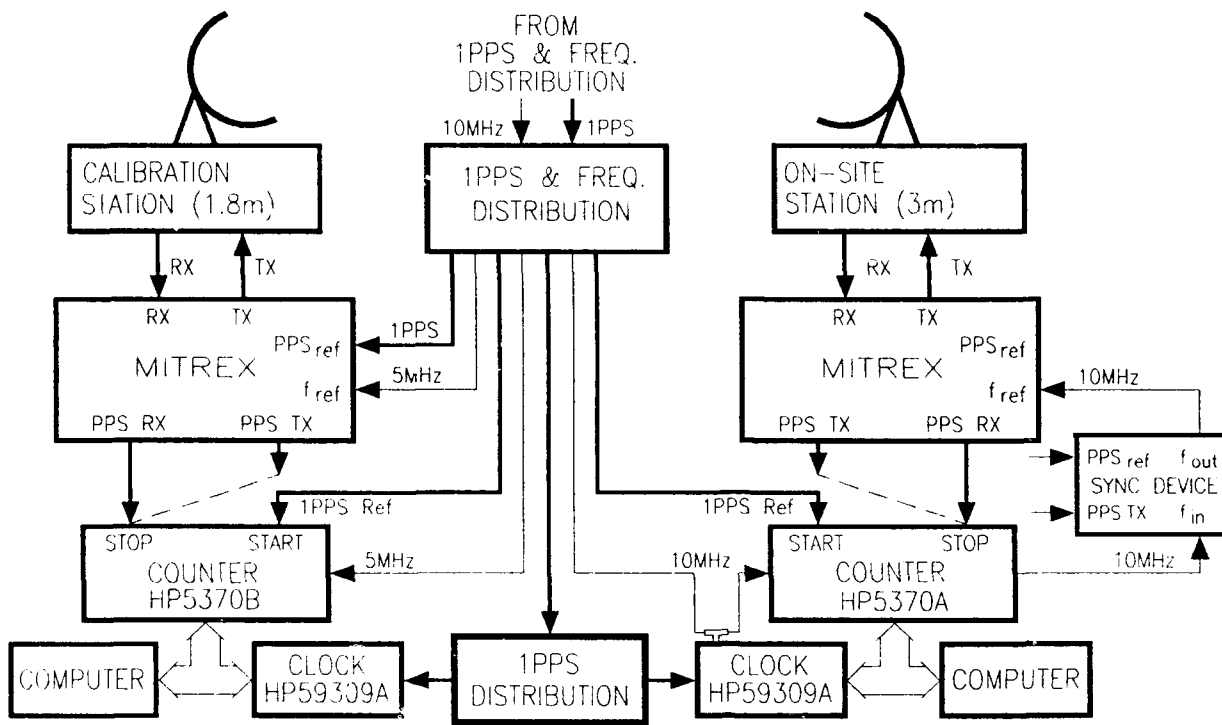 FROM
1PPS & FREQ.
DISTRIBUTION
10MHz
1PPS
CALIBRATION
STATION (1.8m)
1PPS & FREQ.
DISTRIBUTION
ON-SITE
STATION (3m)
RX
TX
RX
TX
RX
TX
PPS ref
MITREX
f ref
PPS RX
PPS TX
1PPS
5MHz
RX
TX
PPS ref
MITREX
f ref
PPS TX
PPS RX
10MHz
PPS ref
f out
SYNC DEVICE
PPS TX
f in
1PPS Ref
1PPS Ref
STOP
START
COUNTER
HP5370B
5MHz
10MHz
START
STOP
COUNTER
HP5370A
10MHz
COMPUTER
CLOCK
HP59309A
1PPS
DISTRIBUTION
CLOCK
HP59309A
COMPUTER